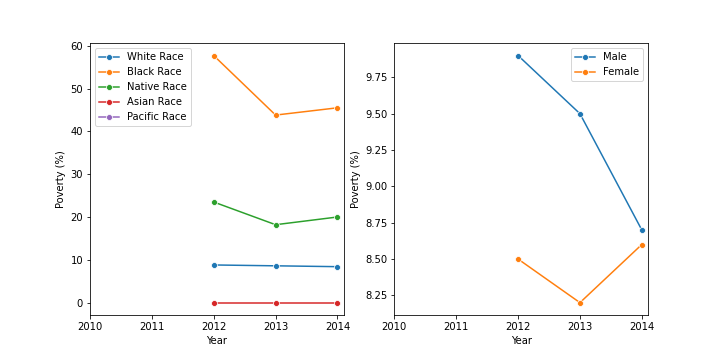 60
50
40
30
20
10
0
Poverty (%)
White Race
Black Race
Native Race
Asian Race
Pacific Race
2010 2011 2012 2013 2014
Year
9.75
9.50
9.25
9.00
8.75
8.50
8.25
Poverty (%)
Male
Female
2010 2011 2012 2013 2014
Year